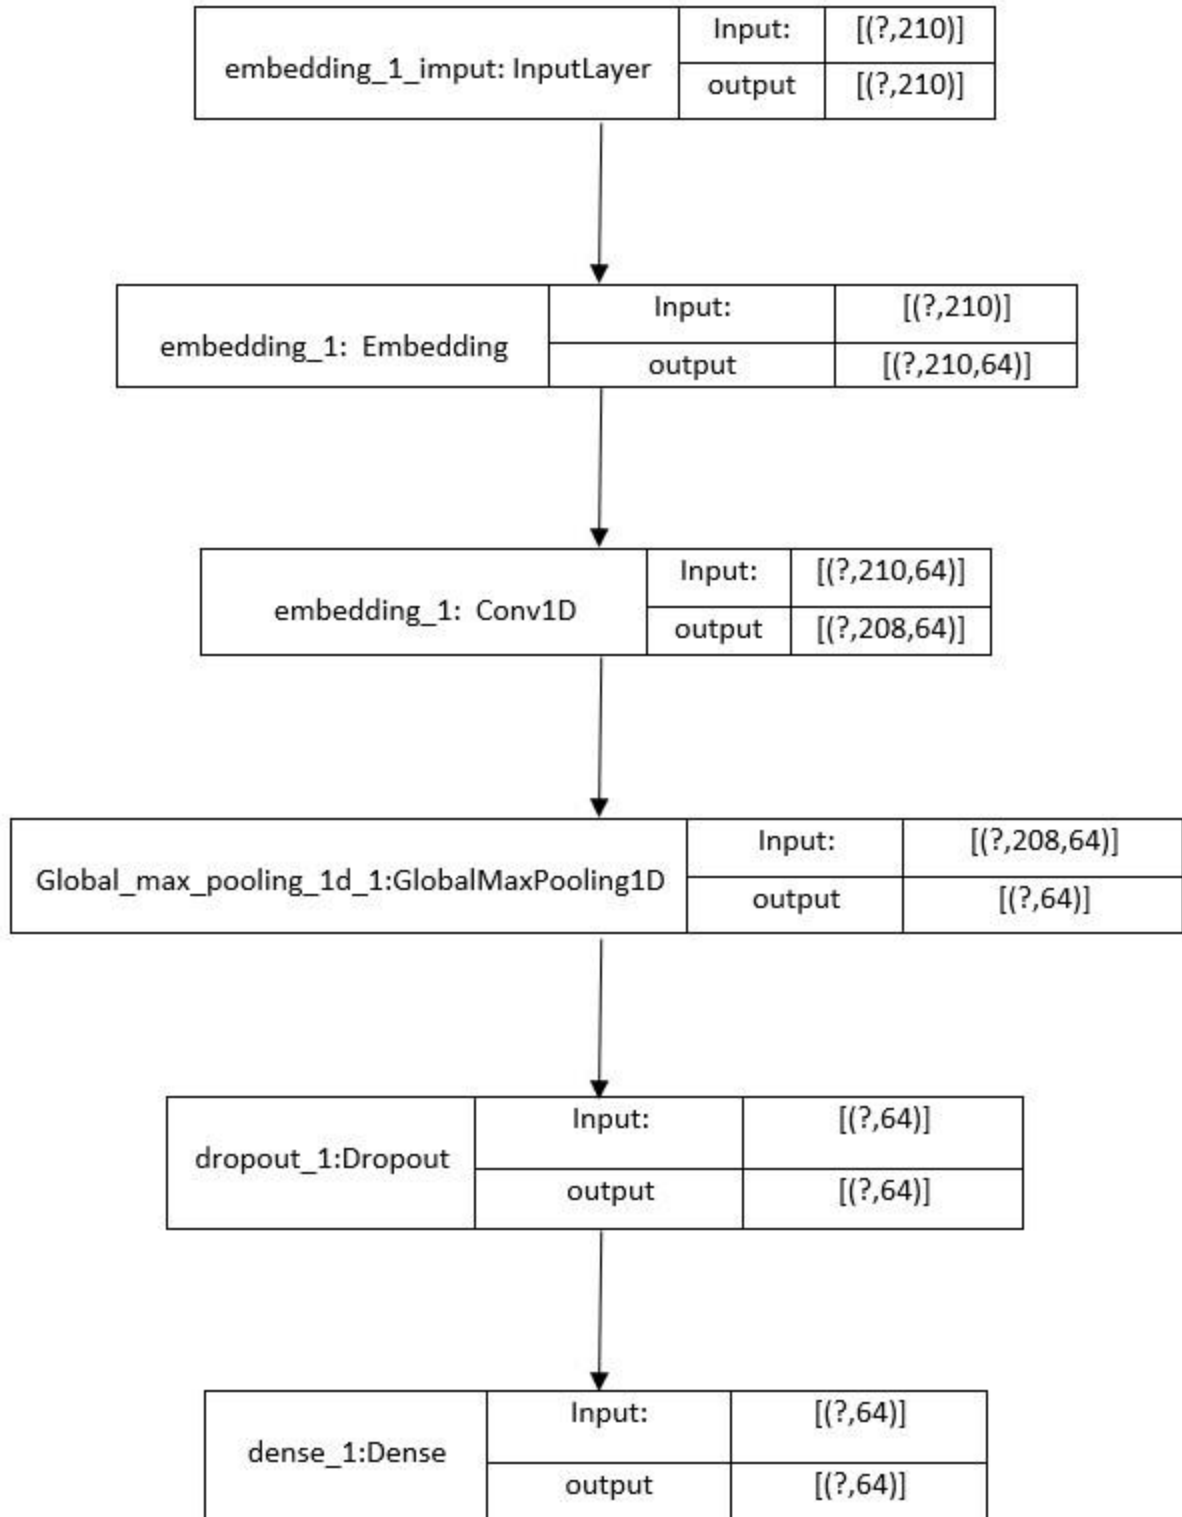 embedding_1_imput: InputLayer
Input:
[(?,210)]
output
[(?,210)]
embedding_1:  Embedding
Input:
[(?,210)]
output
[(?,210,64)]
embedding_1:  Conv1D
Input:
[(?,210,64)]
output
[(?,208,64)]
Global_max_pooling_1d_1:GlobalMaxPooling1D
Input:
[(?,208,64)]
output
[(?,64)]
dropout_1:Dropout
Input:
[(?,64)]
output
[(?,64)]
dense_1:Dense
Input:
[(?,64)]
output
[(?,64)]